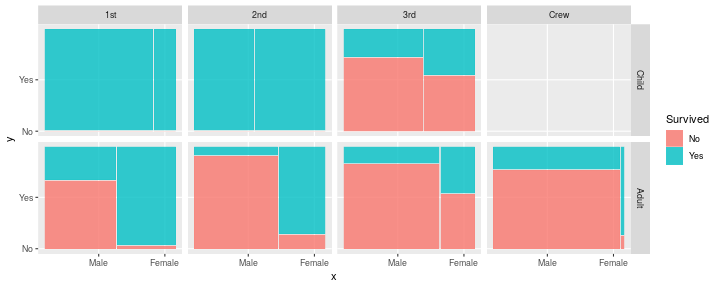 1st 2nd 3rd Crew
Yes
No
Child
Yes
No
Adult
Male Female Male Female Male Female Male Female
x
y
Survived
No
Yes